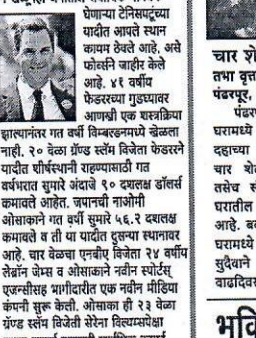 घेणाऱ्या टेनिसपटूंच्या
यादीत आपले स्थान
कायम ठेवले आहे, असे
फोर्ब्सने जाहीर केले
आहे. ४१ वर्षीय
फेडररच्या गुडघ्यावर
आणखी एक शस्त्रक्रिया
झाल्यानंतर गत वर्षी विम्बल्डनमध्ये खेळला
नाही. २० वेळा ग्रॅण्ड स्लॅम विजेता फेडररने
यादीत शीर्षस्थानी राहण्यासाठी गत
वर्षभरात सुमारे अंदाजे ९० दशलक्ष डॉलर्स
कमावले आहेत. जपानची नाओमी
ओसाकाने गत वर्षी सुमारे ५६.२ दशलक्ष
कमावले व ती या यादीत दुसऱ्या स्थानावर
आहे. चार वेळचा एनबीए विजेता २४ वर्षीय
लेब्रॉन जेम्स व ओसाकाने नवीन स्पोर्टस्
एजन्सीसह भागीदारीत एक नवीन मीडिया
कंपनी सुरू केली. ओसाका ही २३ वेळा
ग्रॅण्ड स्लॅम विजेती सेरेना विल्यम्सपेक्षा
चार शे
तभा वृत्त
पंढरपूर,
पंढर
घरामध्ये
दहाच्या
चार शे
तसेच सं
घरातील
आहे. बा
घरामध्ये
सुदैवाने
वाढदिवस